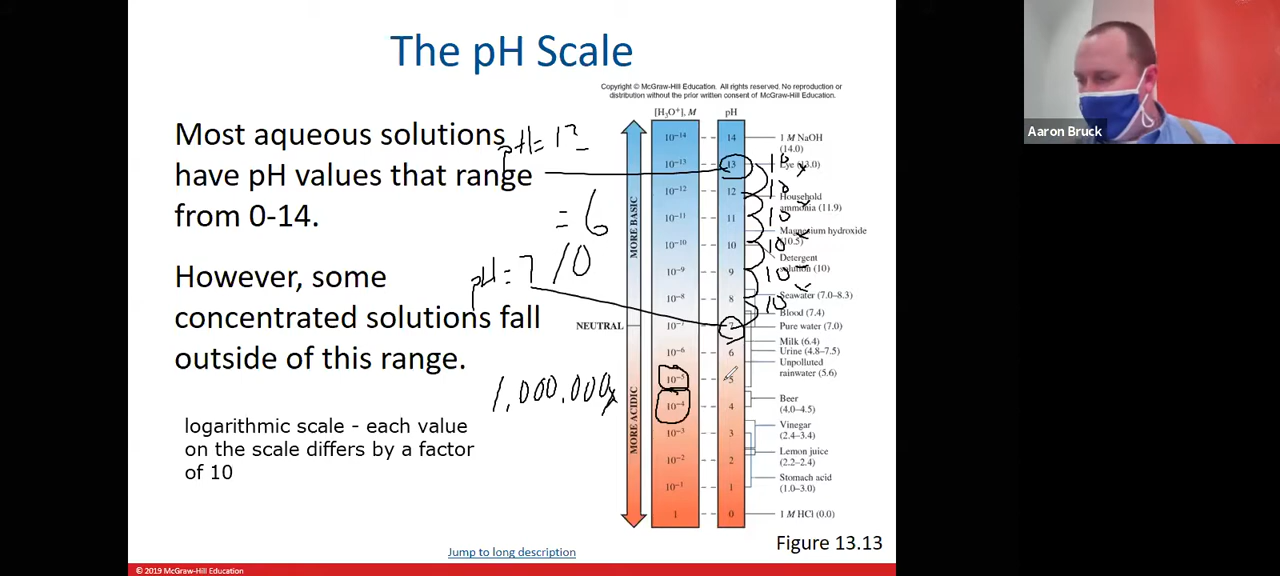 The pH Scale
Copyright © McGraw-Hill Education. All rights reserved. No reproduction or
distribution without the prior written consent of McGraw-Hill Education.
Most aqueous solutions
have pH values that range
from 0-14.
However, some
concentrated solutions fall
outside of this range.
logarithmic scale - each value
on the scale differs by a factor
of 10
pH = 13
= 6
pH = 7 / 0
1,000,000x
[H₃O⁺], M pH
10⁻¹⁴ 14 1 M NaOH
(14.0)
10⁻¹³ 13 Lye (13.0)
10⁻¹² 12 Household
ammonia (11.9)
10⁻¹¹ 11 Magnesium hydroxide
(10.5)
10⁻¹⁰ 10 Detergent
solution (10)
10⁻⁹ 9
10⁻⁸ 8 Seawater (7.0–8.3)
Blood (7.4)
NEUTRAL 10⁻⁷ 7 Pure water (7.0)
Milk (6.4)
10⁻⁶ 6 Urine (4.8–7.5)
Unpolluted
rainwater (5.6)
10⁻⁵ 5
10⁻⁴ 4 Beer
(4.0–4.5)
10⁻³ 3 Vinegar
(2.4–3.4)
10⁻² 2 Lemon juice
(2.2–2.4)
10⁻¹ 1 Stomach acid
(1.0–3.0)
1 0 1 M HCl (0.0)
MORE BASIC
MORE ACIDIC
10 x
10 x
10 x
10 x
10 x
10
Figure 13.13
Jump to long description
© 2019 McGraw-Hill Education
Aaron Bruck